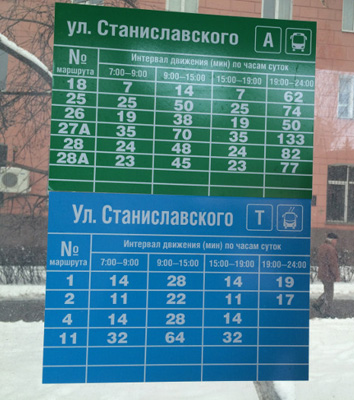 ул. Станиславского А
№ маршрута Интервал движения (мин) по часам суток
7:00–9:00 9:00–15:00 15:00–19:00 19:00–24:00
18 7 14 7 62
25 25 50 25 74
26 19 38 19 50
27А 35 70 35 133
28 24 48 24 82
28А 23 45 23 77
Ул. Станиславского Т
№ маршрута Интервал движения (мин) по часам суток
7:00–9:00 9:00–15:00 15:00–19:00 19:00–24:00
1 14 28 14 19
2 11 22 11 17
4 14 28 14
11 32 64 32